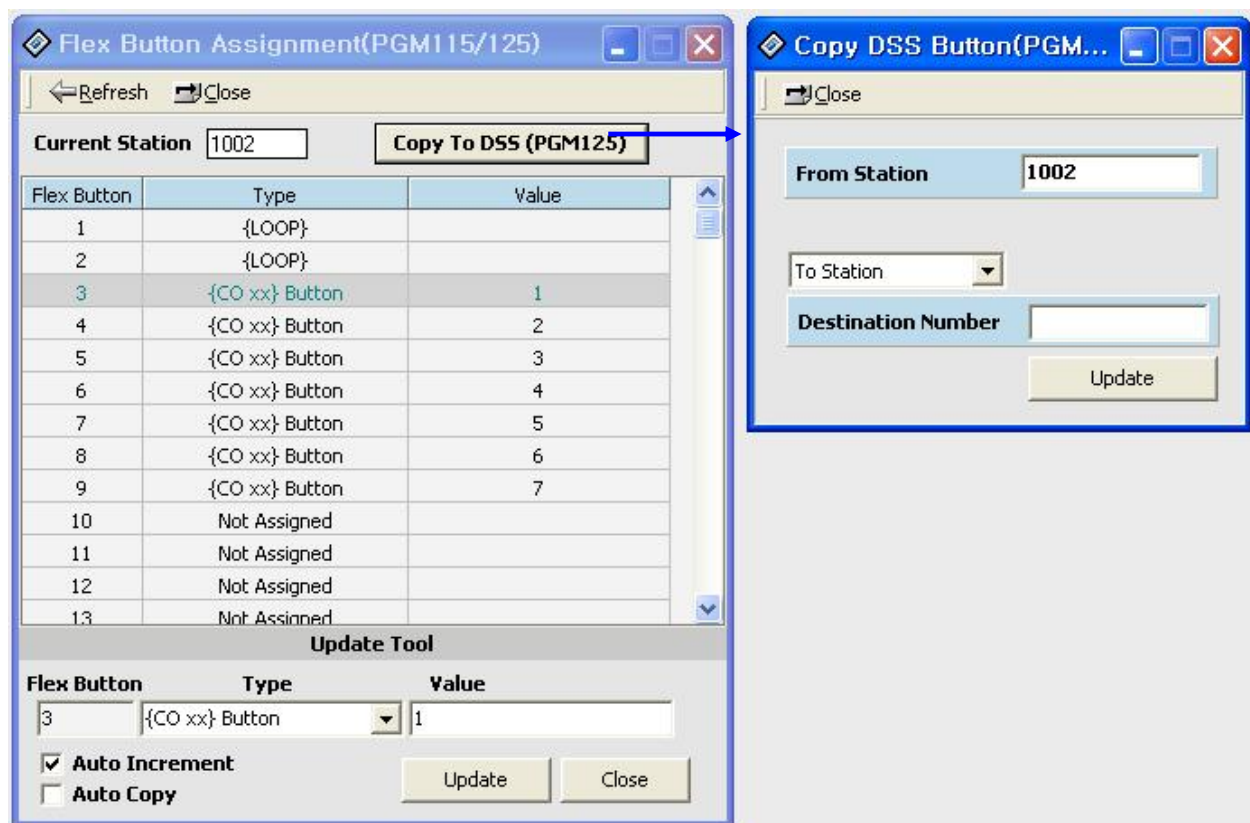 Flex Button Assignment(PGM115/125)
Refresh Close
Current Station 1002 Copy To DSS (PGM125)
Flex Button Type Value
1 {LOOP}
2 {LOOP}
3 {CO xx} Button 1
4 {CO xx} Button 2
5 {CO xx} Button 3
6 {CO xx} Button 4
7 {CO xx} Button 5
8 {CO xx} Button 6
9 {CO xx} Button 7
10 Not Assigned
11 Not Assigned
12 Not Assigned
13 Not Assigned
Update Tool
Flex Button Type Value
3 {CO xx} Button 1
Auto Increment
Auto Copy
Update Close
Copy DSS Button(PGM...
Close
From Station 1002
To Station
Destination Number
Update